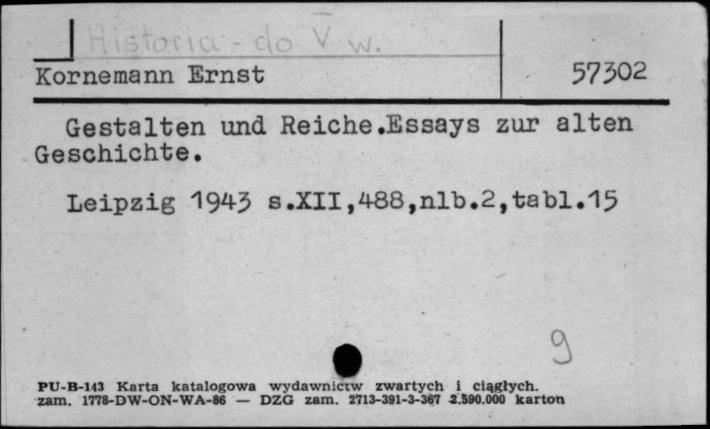 Historia - do V w.
Kornemann Ernst 57302
Gestalten und Reiche.Essays zur alten
Geschichte.
Leipzig 1943 s.XII,488,nlb.2,tabl.15
9
PU-B-143 Karta katalogowa wydawnictw zwartych i ciągłych.
zam. 1778-DW-ON-WA-86 — DZG zam. 2713-391-3-367 2.590.000 karton